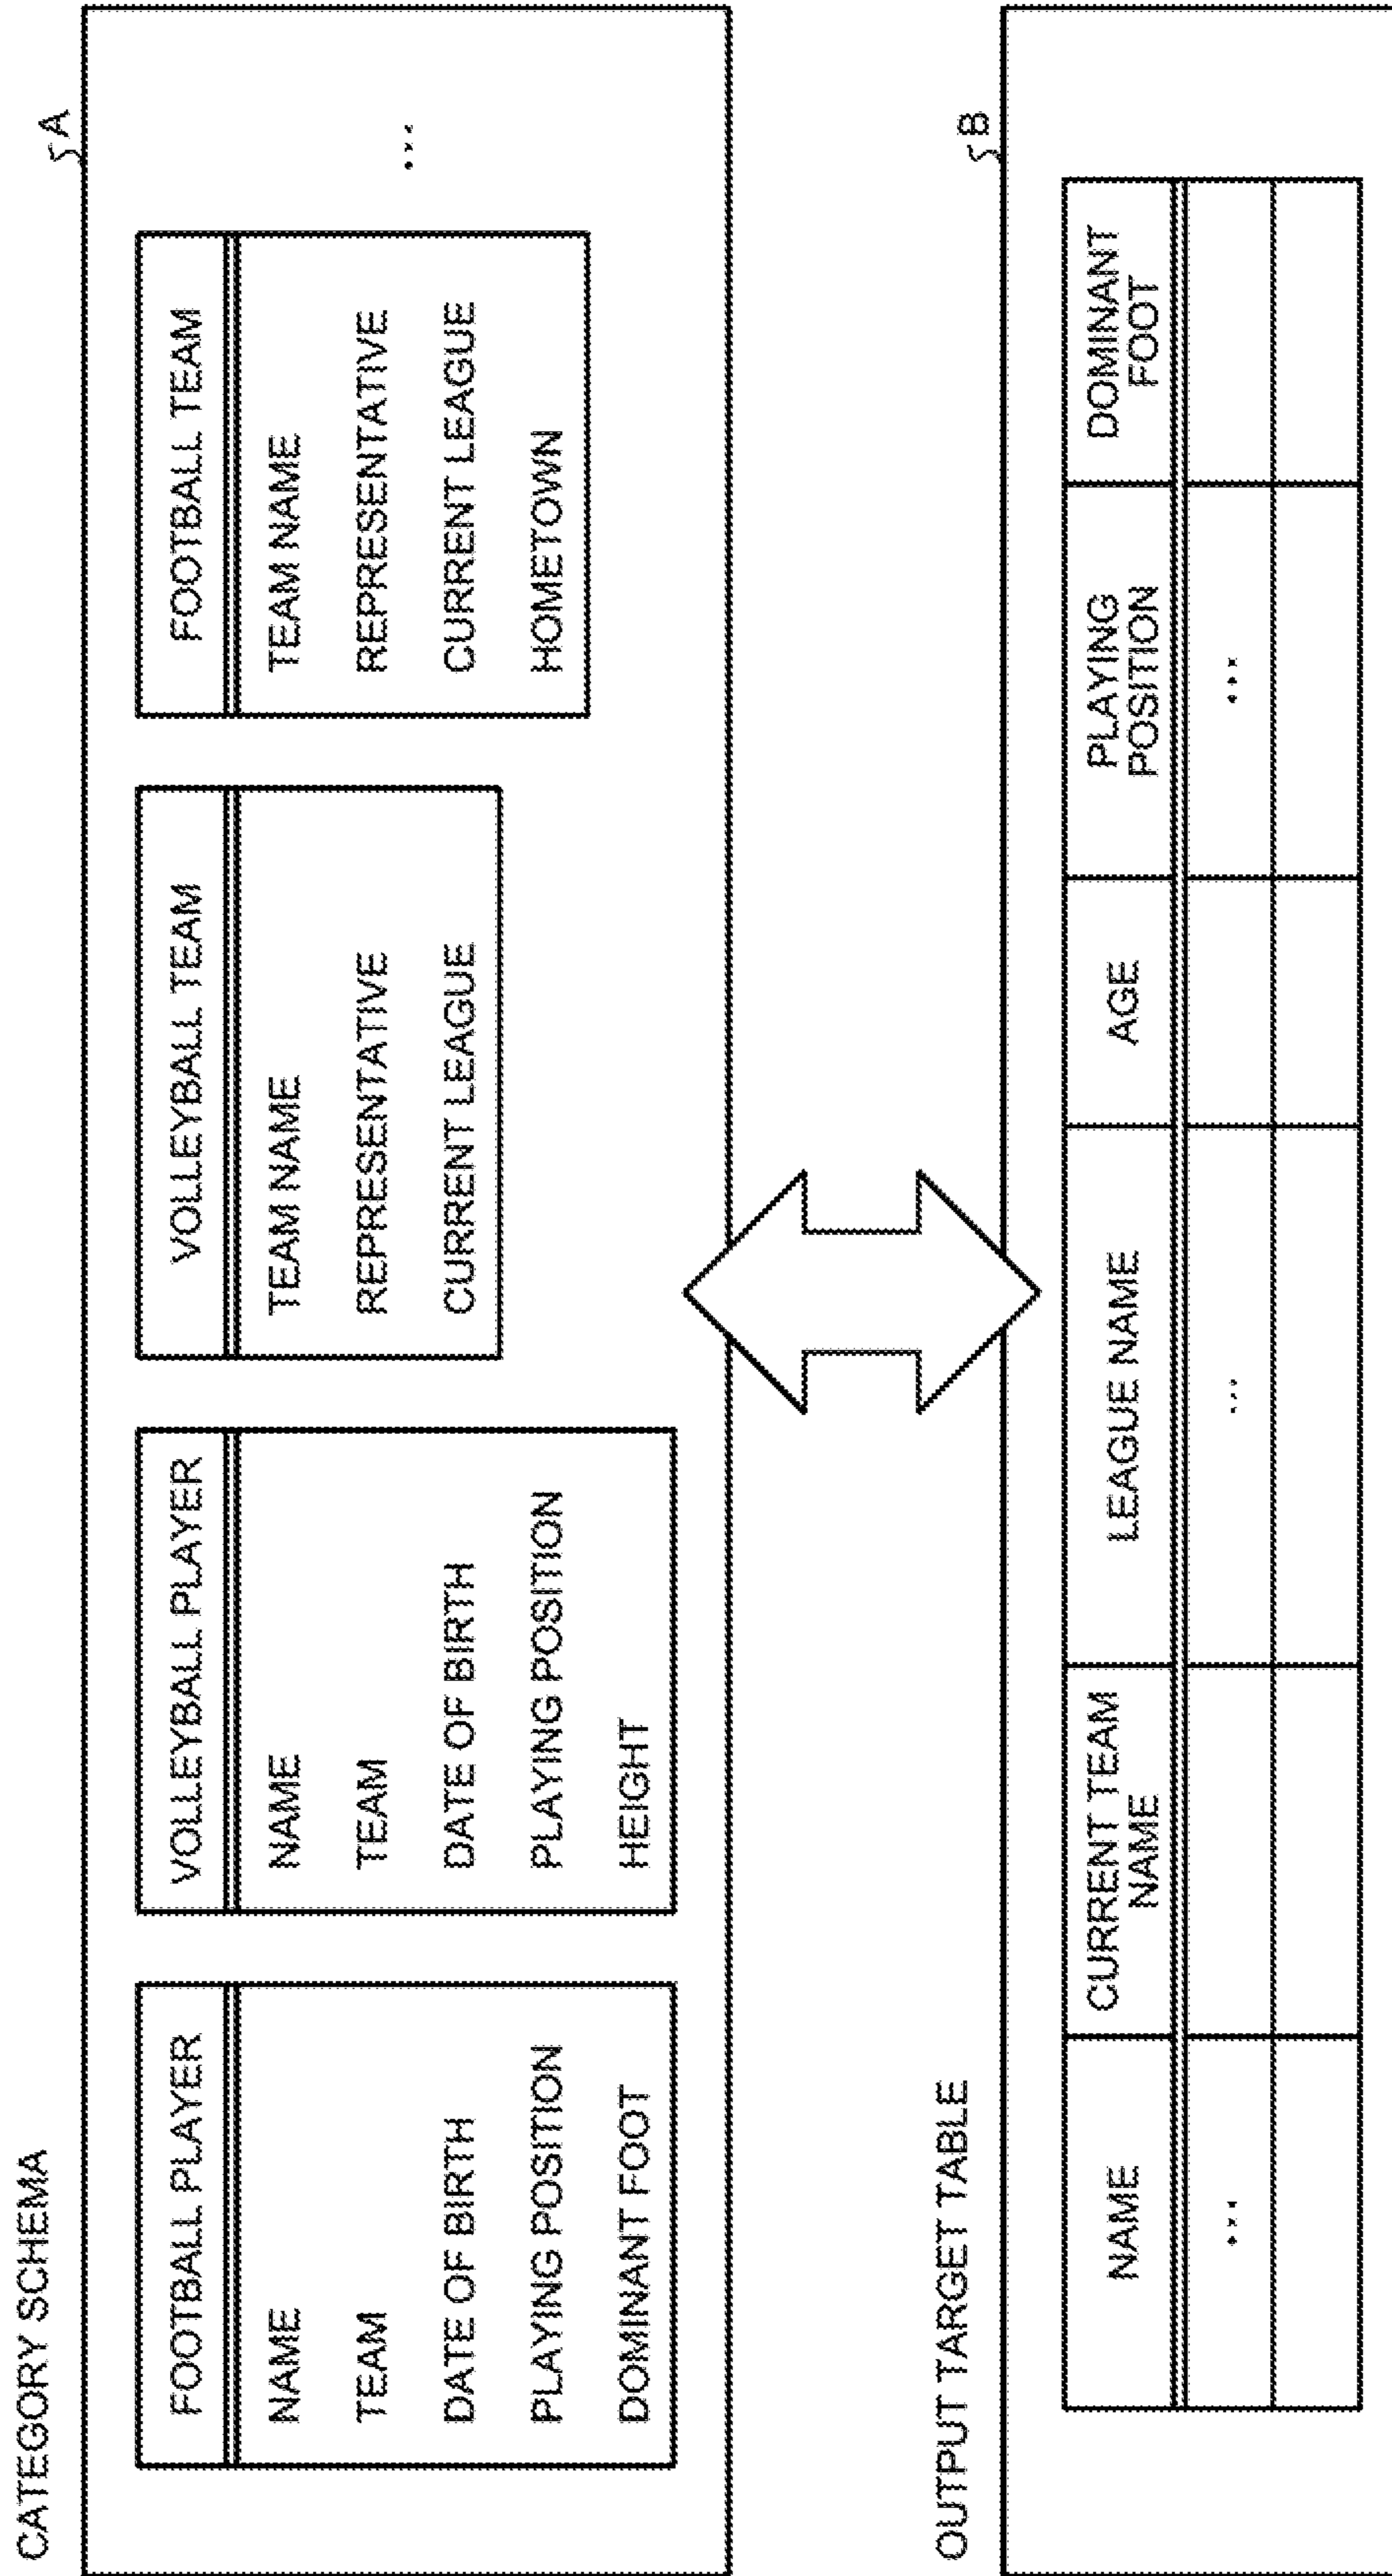 CATEGORY SCHEMA
A
FOOTBALL PLAYER
NAME
TEAM
DATE OF BIRTH
PLAYING POSITION
DOMINANT FOOT
VOLLEYBALL PLAYER
NAME
TEAM
DATE OF BIRTH
PLAYING POSITION
HEIGHT
VOLLEYBALL TEAM
TEAM NAME
REPRESENTATIVE
CURRENT LEAGUE
FOOTBALL TEAM
TEAM NAME
REPRESENTATIVE
CURRENT LEAGUE
HOMETOWN
...
OUTPUT TARGET TABLE
B
NAME
CURRENT TEAM
NAME
LEAGUE NAME
AGE
PLAYING
POSITION
DOMINANT
FOOT
...
...
...